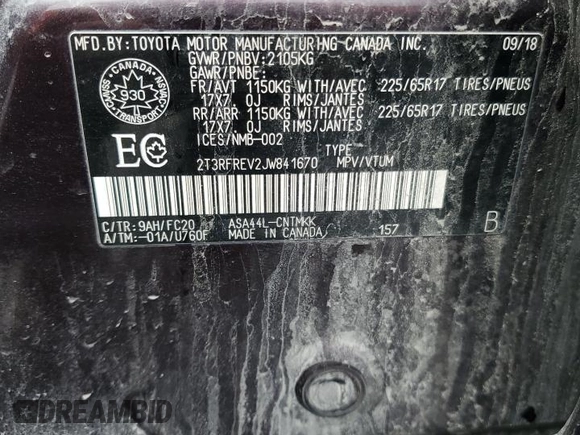 MFD.BY:TOYOTA MOTOR MANUFACTURING CANADA INC. 09/18
GVWR/PNBV:2105KG
GAWR/PNBE:
FR/AVT 1150KG WITH/AVEC 225/65R17 TIRES/PNEUS
17X7.0J RIMS/JANTES
RR/ARR 1150KG WITH/AVEC 225/65R17 TIRES/PNEUS
17X7.0J RIMS/JANTES
ICES/NMB-002
CANADA
930
TRANSPORT
EC
TYPE
2T3RFREV2JW841670 MPV/VTUM
C/TR:9AH/FC20 ASA44L-CNTMKK
A/TM:-01A/U760F MADE IN CANADA 157 B
DREAMBID